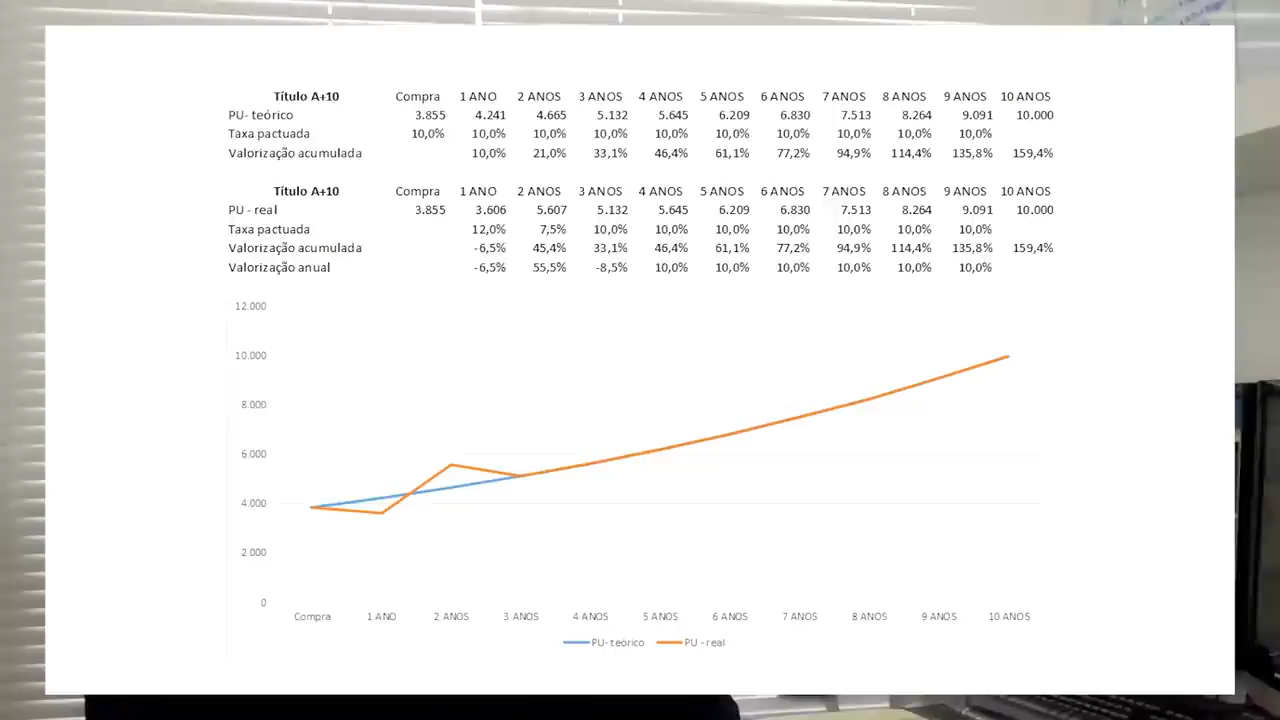 Título A+10 Compra 1 ANO 2 ANOS 3 ANOS 4 ANOS 5 ANOS 6 ANOS 7 ANOS 8 ANOS 9 ANOS 10 ANOS
PU- teórico 3.855 4.241 4.665 5.132 5.645 6.209 6.830 7.513 8.264 9.091 10.000
Taxa pactuada 10,0% 10,0% 10,0% 10,0% 10,0% 10,0% 10,0% 10,0% 10,0% 10,0%
Valorização acumulada 10,0% 21,0% 33,1% 46,4% 61,1% 77,2% 94,9% 114,4% 135,8% 159,4%
Título A+10 Compra 1 ANO 2 ANOS 3 ANOS 4 ANOS 5 ANOS 6 ANOS 7 ANOS 8 ANOS 9 ANOS 10 ANOS
PU - real 3.855 3.606 5.607 5.132 5.645 6.209 6.830 7.513 8.264 9.091 10.000
Taxa pactuada 12,0% 7,5% 10,0% 10,0% 10,0% 10,0% 10,0% 10,0% 10,0%
Valorização acumulada -6,5% 45,4% 33,1% 46,4% 61,1% 77,2% 94,9% 114,4% 135,8% 159,4%
Valorização anual -6,5% 55,5% -8,5% 10,0% 10,0% 10,0% 10,0% 10,0% 10,0%
12.000
10.000
8.000
6.000
4.000
2.000
0
Compra 1 ANO 2 ANOS 3 ANOS 4 ANOS 5 ANOS 6 ANOS 7 ANOS 8 ANOS 9 ANOS 10 ANOS
PU- teórico PU - real